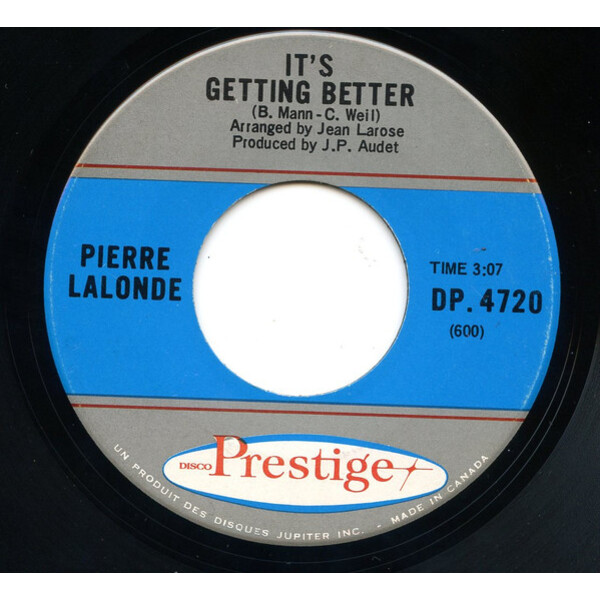 IT'S
GETTING BETTER
(B. Mann - C. Weil)
Arranged by Jean Larose
Produced by J.P. Audet
PIERRE
LALONDE
TIME 3:07
DP. 4720
(600)
DISCO Prestige
UN PRODUIT DES DISQUES JUPITER INC. - MADE IN CANADA